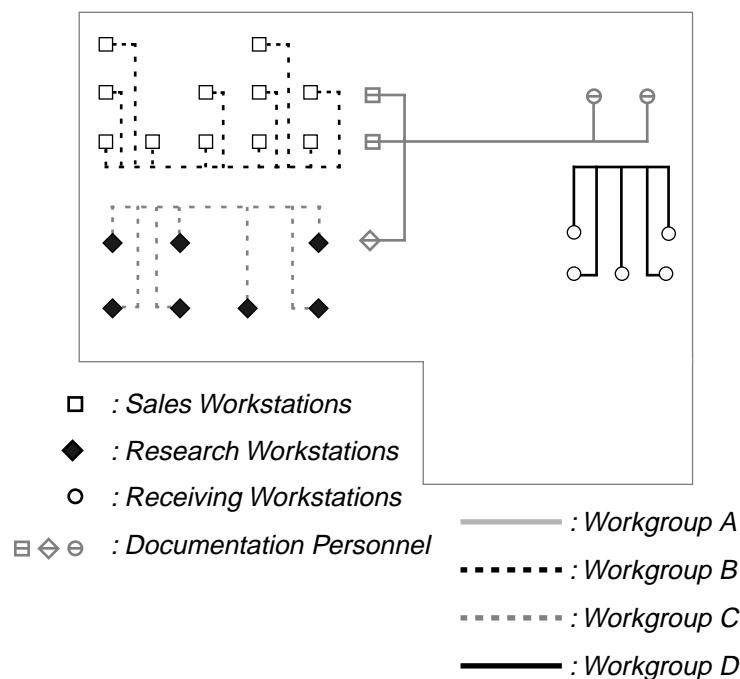 : Sales Workstations
: Research Workstations
: Receiving Workstations
: Documentation Personnel
: Workgroup A
: Workgroup B
: Workgroup C
: Workgroup D